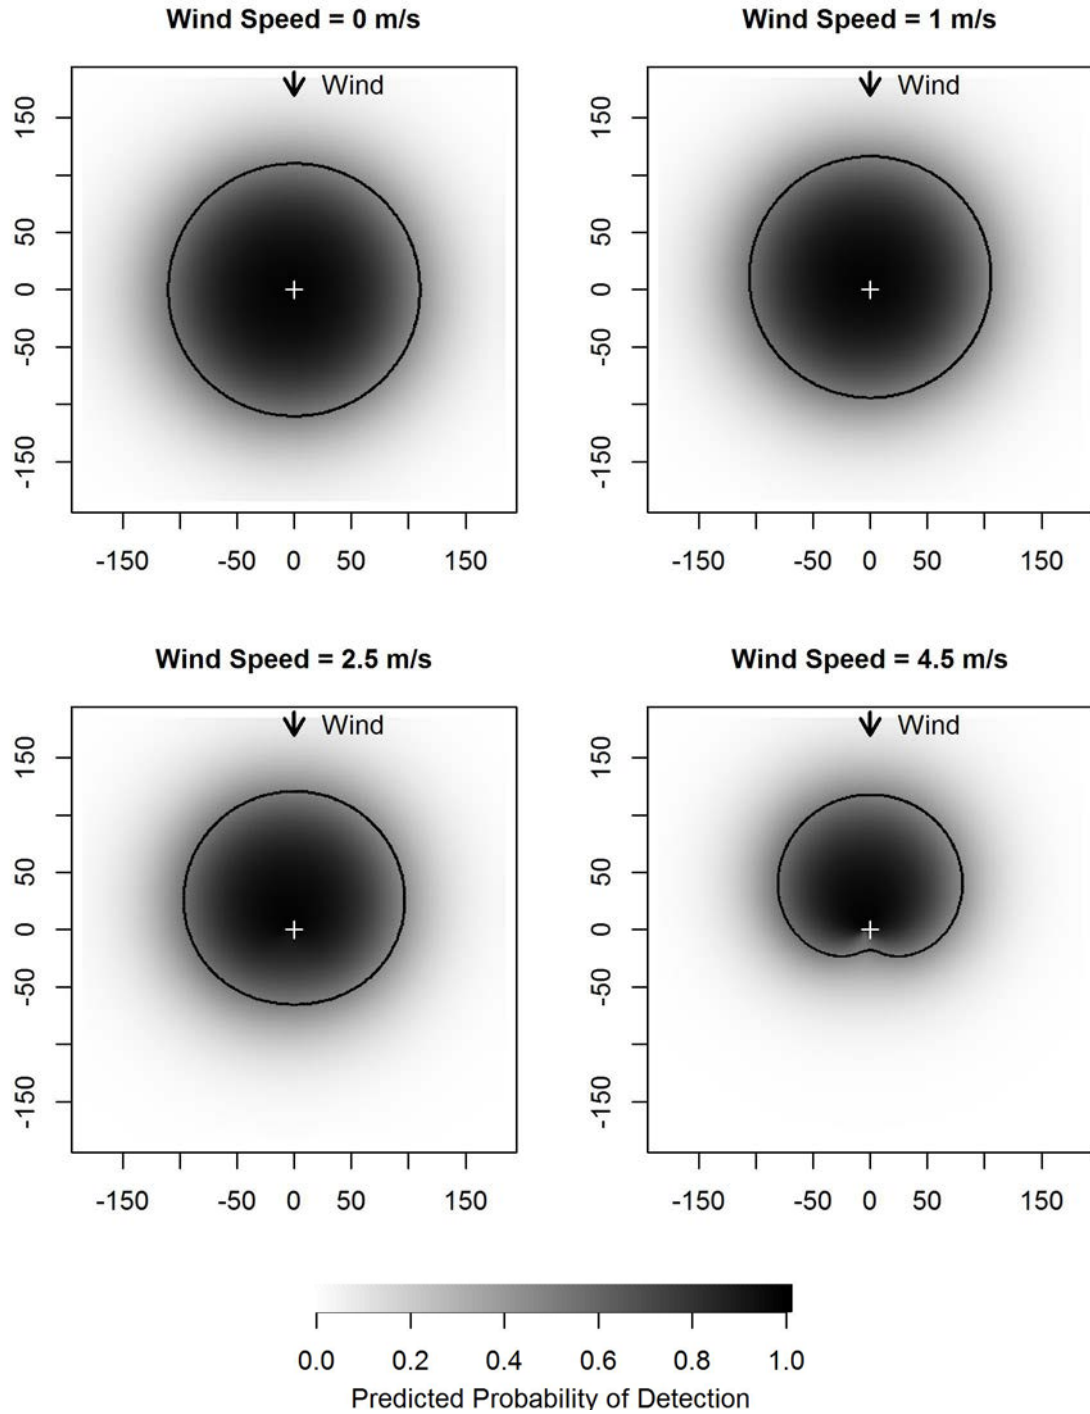 Wind Speed = 0 m/s
Wind
150
50
0
-50
-150
-150 -50 0 50 150
Wind Speed = 1 m/s
Wind
150
50
0
-50
-150
-150 -50 0 50 150
Wind Speed = 2.5 m/s
Wind
150
50
0
-50
-150
-150 -50 0 50 150
Wind Speed = 4.5 m/s
Wind
150
50
0
-50
-150
-150 -50 0 50 150
0.0 0.2 0.4 0.6 0.8 1.0
Predicted Probability of Detection